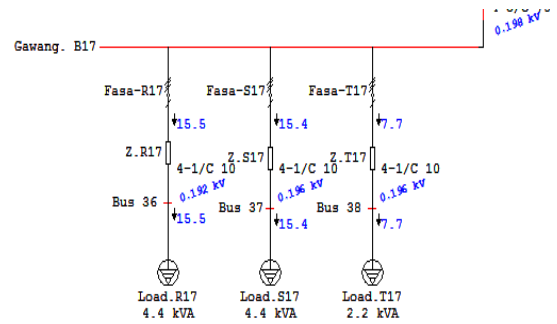 0.198 kV
Gawang. B17
Fasa-R17 Fasa-S17 Fasa-T17
15.5 15.4 7.7
Z.R17 Z.S17 Z.T17
4-1/C 10 4-1/C 10 4-1/C 10
0.192 kV 0.196 kV 0.196 kV
Bus 36 Bus 37 Bus 38
15.5 15.4 7.7
Load.R17 Load.S17 Load.T17
4.4 kVA 4.4 kVA 2.2 kVA